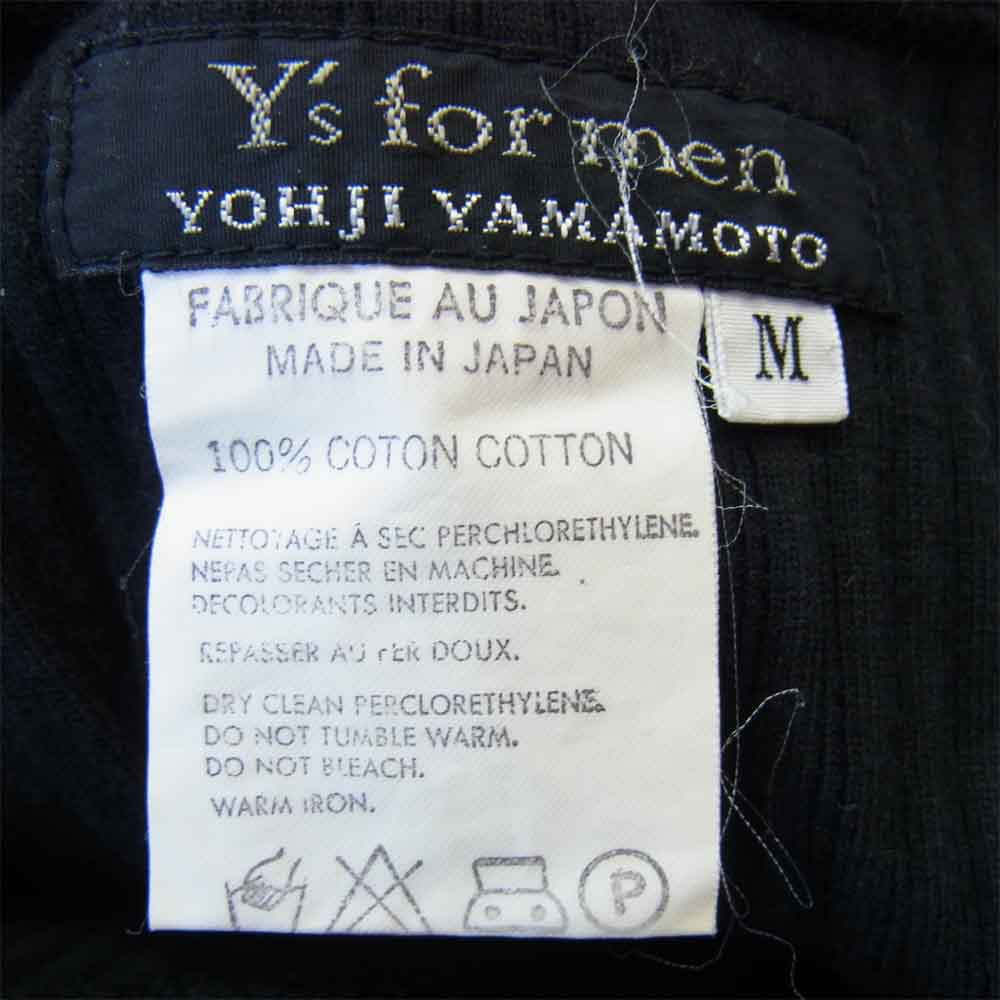 Y's for men
YOHJI YAMAMOTO
M
FABRIQUE AU JAPON
MADE IN JAPAN
100% COTON COTTON
NETTOYAGE À SEC PERCHLORETHYLENE.
NEPAS SECHER EN MACHINE.
DECOLORANTS INTERDITS.
REPASSER AU FER DOUX.
DRY CLEAN PERCLORETHYLENE.
DO NOT TUMBLE WARM.
DO NOT BLEACH.
WARM IRON.
P